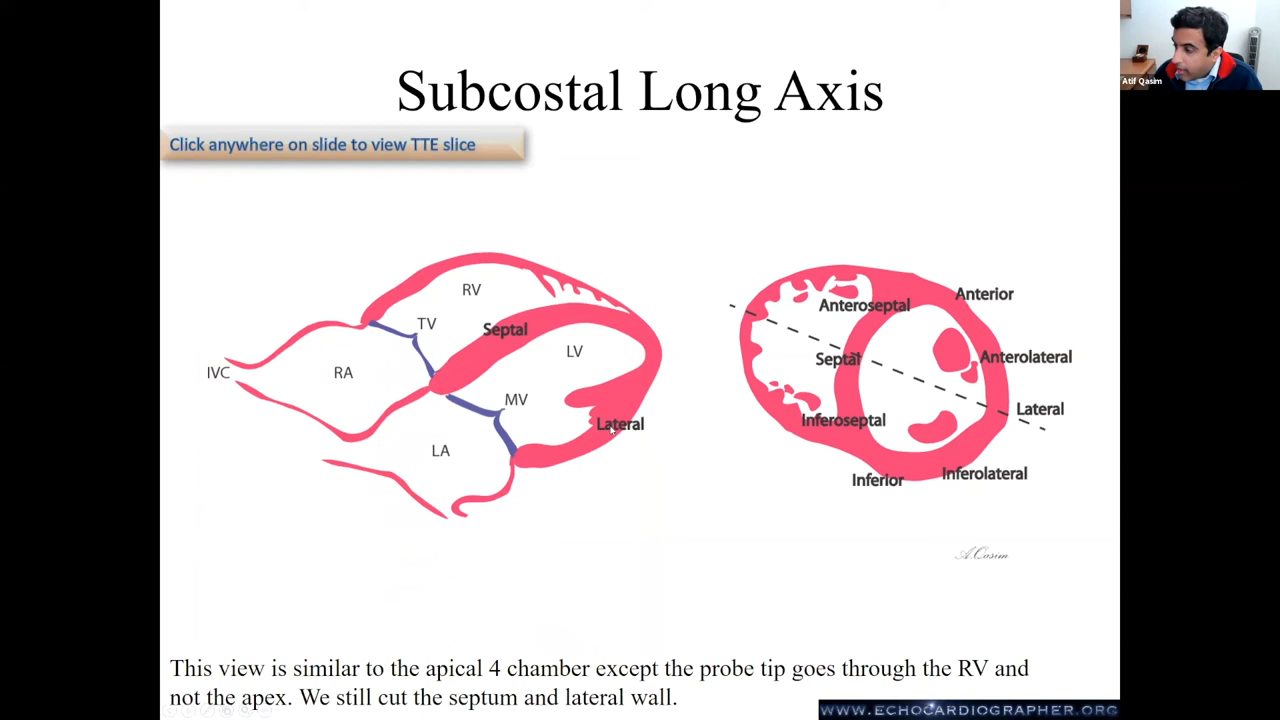 Atif Qasim
Subcostal Long Axis
Click anywhere on slide to view TTE slice
RV
TV
Septal
LV
IVC
RA
MV
Lateral
LA
Anterior
Anteroseptal
Anterolateral
Septal
Lateral
Inferoseptal
Inferior
Inferolateral
A.Qasim
This view is similar to the apical 4 chamber except the probe tip goes through the RV and
not the apex. We still cut the septum and lateral wall.
WWW.ECHOCARDIOGRAPHER.ORG